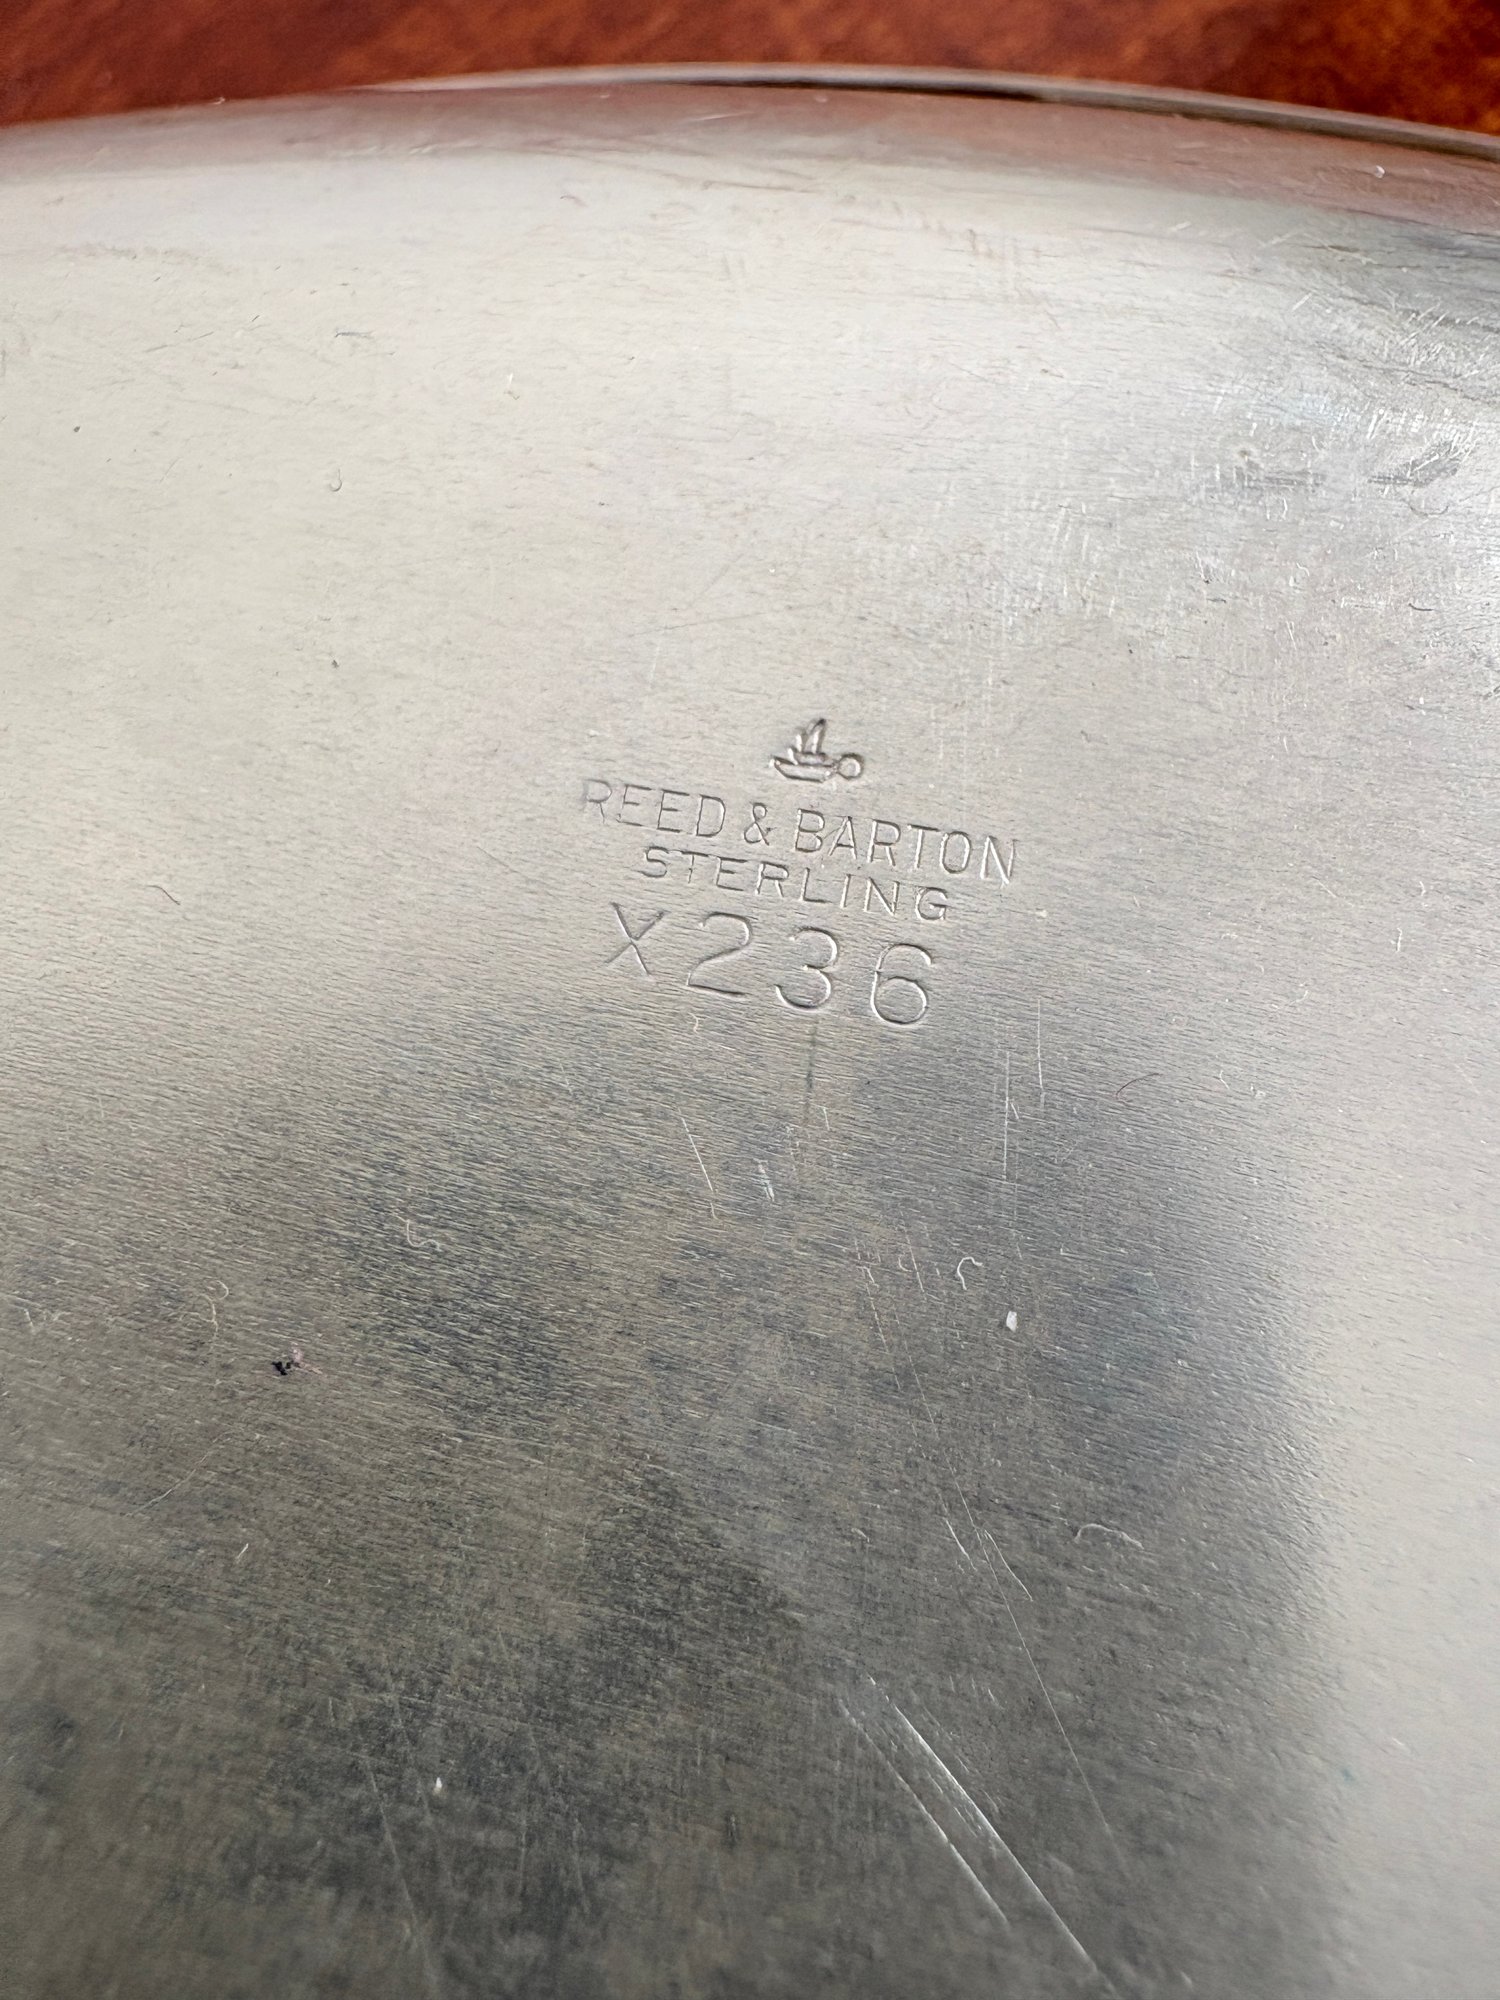 REED & BARTON
STERLING
X236